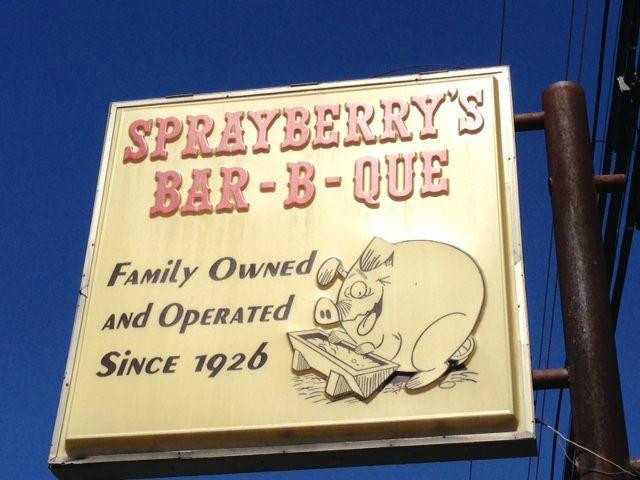 SPRAYBERRY'S
BAR-B-QUE
FAMILY OWNED
AND OPERATED
SINCE 1926